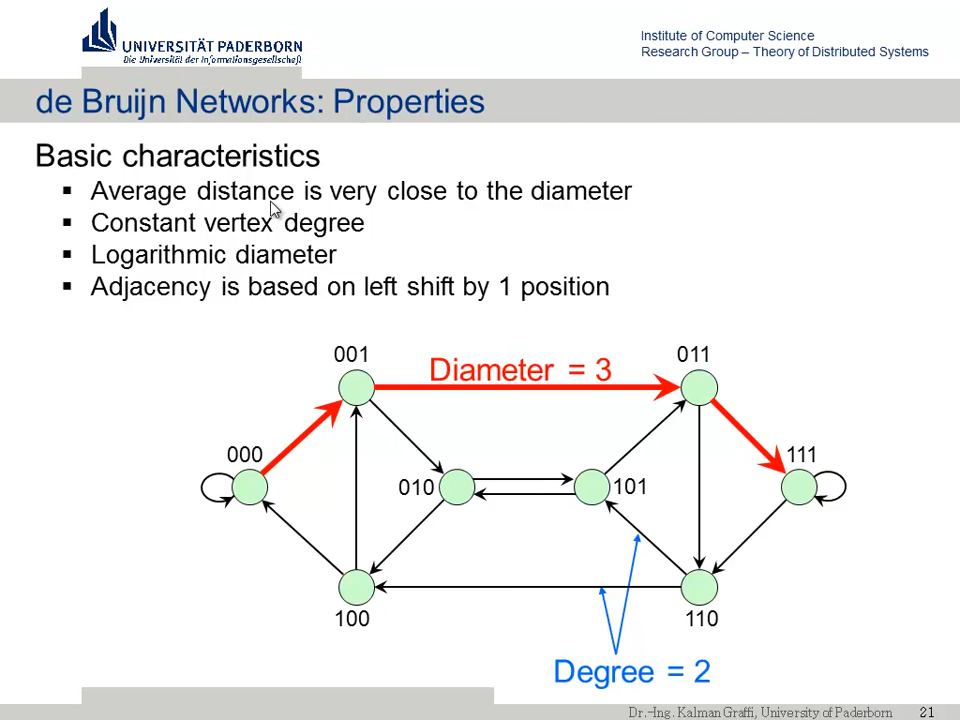 UNIVERSITÄT PADERBORN
Die Universität der Informationsgesellschaft
Institute of Computer Science
Research Group – Theory of Distributed Systems
de Bruijn Networks: Properties
Basic characteristics
▪ Average distance is very close to the diameter
▪ Constant vertex degree
▪ Logarithmic diameter
▪ Adjacency is based on left shift by 1 position
001
Diameter = 3
011
000
111
010
101
100
110
Degree = 2
Dr.-Ing. Kalman Graffi, University of Paderborn 21